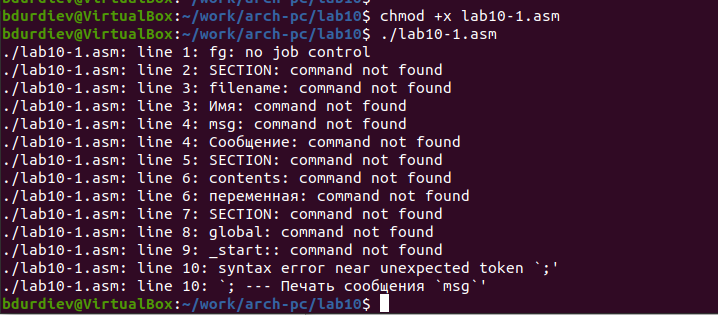 bdurdiev@VirtualBox:~/work/arch-pc/lab10$ chmod +x lab10-1.asm
bdurdiev@VirtualBox:~/work/arch-pc/lab10$ ./lab10-1.asm
./lab10-1.asm: line 1: fg: no job control
./lab10-1.asm: line 2: SECTION: command not found
./lab10-1.asm: line 3: filename: command not found
./lab10-1.asm: line 3: Имя: command not found
./lab10-1.asm: line 4: msg: command not found
./lab10-1.asm: line 4: Сообщение: command not found
./lab10-1.asm: line 5: SECTION: command not found
./lab10-1.asm: line 6: contents: command not found
./lab10-1.asm: line 6: переменная: command not found
./lab10-1.asm: line 7: SECTION: command not found
./lab10-1.asm: line 8: global: command not found
./lab10-1.asm: line 9: _start:: command not found
./lab10-1.asm: line 10: syntax error near unexpected token `;'
./lab10-1.asm: line 10: `; --- Печать сообщения `msg`'
bdurdiev@VirtualBox:~/work/arch-pc/lab10$